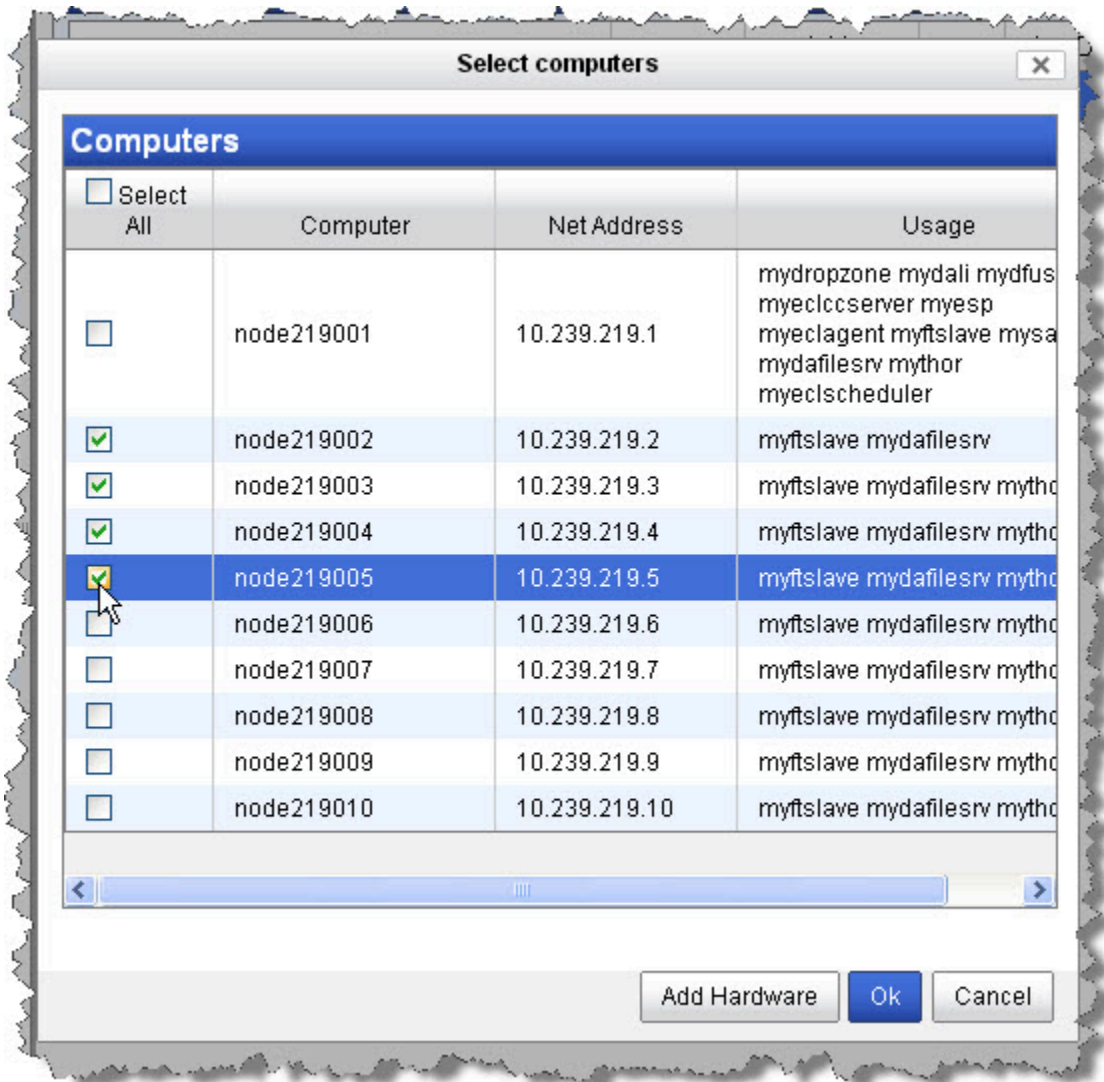 Select computers
Computers
Select All
Computer
Net Address
Usage
node219001
10.239.219.1
mydropzone mydali mydfus
myeclccserver myesp
myeclagent myftslave mysa
mydafilesrv mythor
myeclscheduler
node219002
10.239.219.2
myftslave mydafilesrv
node219003
10.239.219.3
myftslave mydafilesrv mytho
node219004
10.239.219.4
myftslave mydafilesrv mytho
node219005
10.239.219.5
myftslave mydafilesrv mytho
node219006
10.239.219.6
myftslave mydafilesrv mytho
node219007
10.239.219.7
myftslave mydafilesrv mytho
node219008
10.239.219.8
myftslave mydafilesrv mytho
node219009
10.239.219.9
myftslave mydafilesrv mytho
node219010
10.239.219.10
myftslave mydafilesrv mytho
Add Hardware
Ok
Cancel